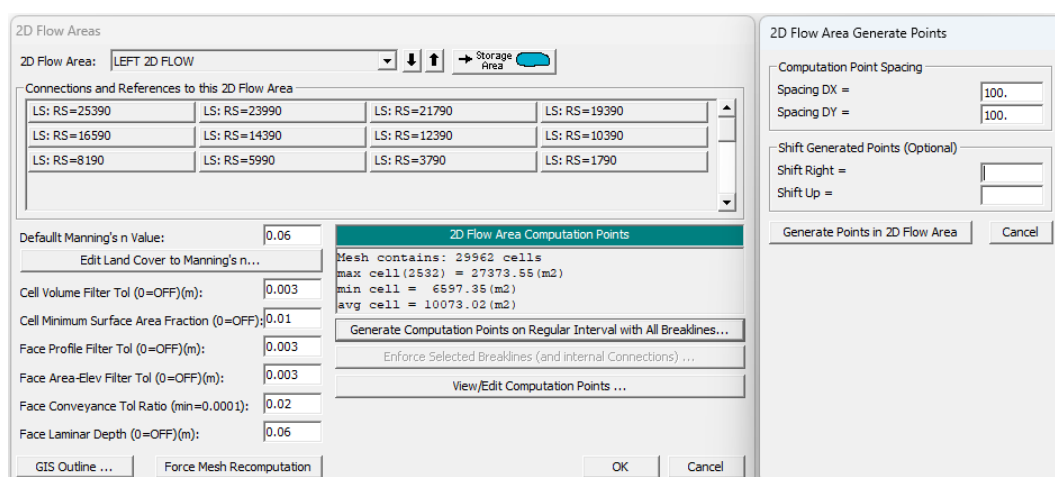 2D Flow Areas
2D Flow Area: LEFT 2D FLOW
Storage
Area
Connections and References to this 2D Flow Area
LS: RS=25390 LS: RS=23990 LS: RS=21790 LS: RS=19390
LS: RS=16590 LS: RS=14390 LS: RS=12390 LS: RS=10390
LS: RS=8190 LS: RS=5990 LS: RS=3790 LS: RS=1790
Defaullt Manning's n Value: 0.06
Edit Land Cover to Manning's n...
Cell Volume Filter Tol (0=OFF)(m): 0.003
Cell Minimum Surface Area Fraction (0=OFF): 0.01
Face Profile Filter Tol (0=OFF)(m): 0.003
Face Area-Elev Filter Tol (0=OFF)(m): 0.003
Face Conveyance Tol Ratio (min=0.0001): 0.02
Face Laminar Depth (0=OFF)(m): 0.06
GIS Outline ... Force Mesh Recomputation
2D Flow Area Computation Points
Mesh contains: 29962 cells
max cell(2532) = 27373.55(m2)
min cell = 6597.35(m2)
avg cell = 10073.02(m2)
Generate Computation Points on Regular Interval with All Breaklines...
Enforce Selected Breaklines (and internal Connections) ...
View/Edit Computation Points ...
OK Cancel
2D Flow Area Generate Points
Computation Point Spacing
Spacing DX = 100.
Spacing DY = 100.
Shift Generated Points (Optional)
Shift Right =
Shift Up =
Generate Points in 2D Flow Area Cancel